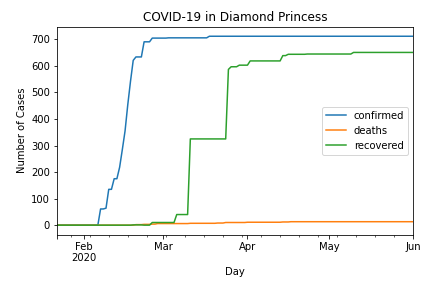 COVID-19 in Diamond Princess
700
600
500
400
300
200
100
0
Number of Cases
confirmed
deaths
recovered
Feb Mar Apr May Jun
2020
Day